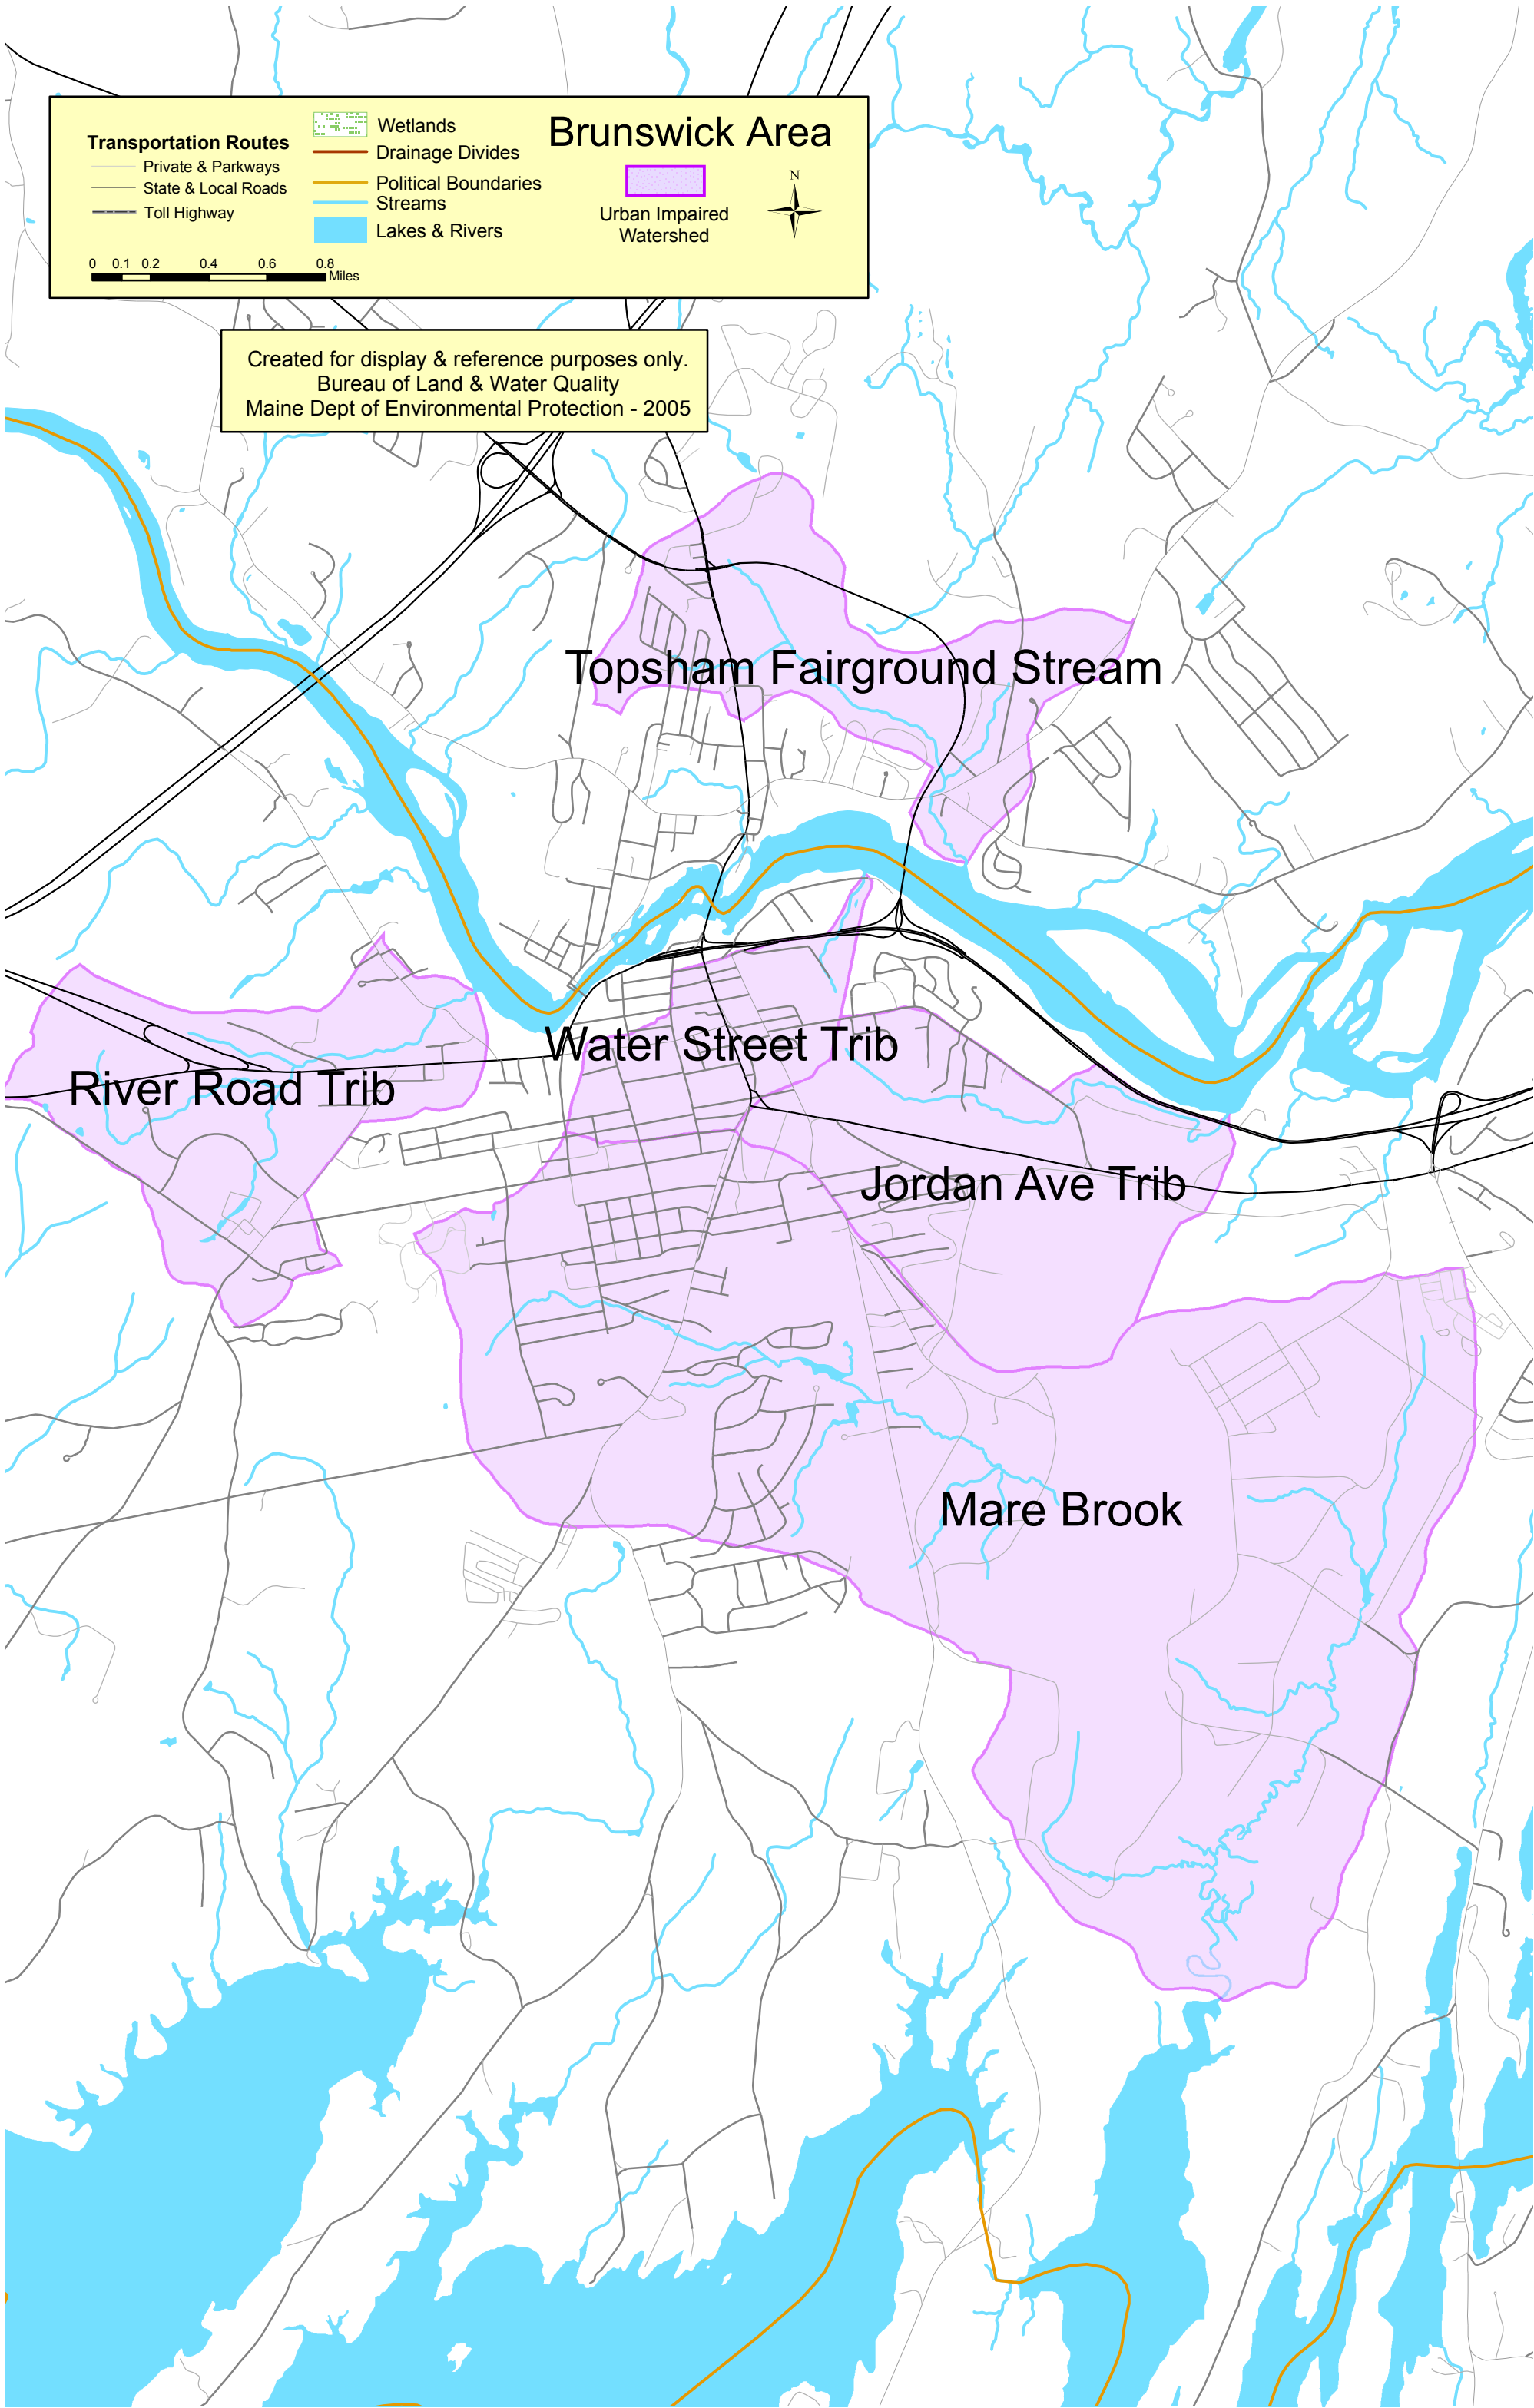 Brunswick Area
Transportation Routes
Private & Parkways
State & Local Roads
Toll Highway
Wetlands
Drainage Divides
Political Boundaries
Streams
Lakes & Rivers
Urban Impaired
Watershed
N
0 0.1 0.2 0.4 0.6 0.8
Miles
Created for display & reference purposes only.
Bureau of Land & Water Quality
Maine Dept of Environmental Protection - 2005
Topsham Fairground Stream
Water Street Trib
River Road Trib
Jordan Ave Trib
Mare Brook